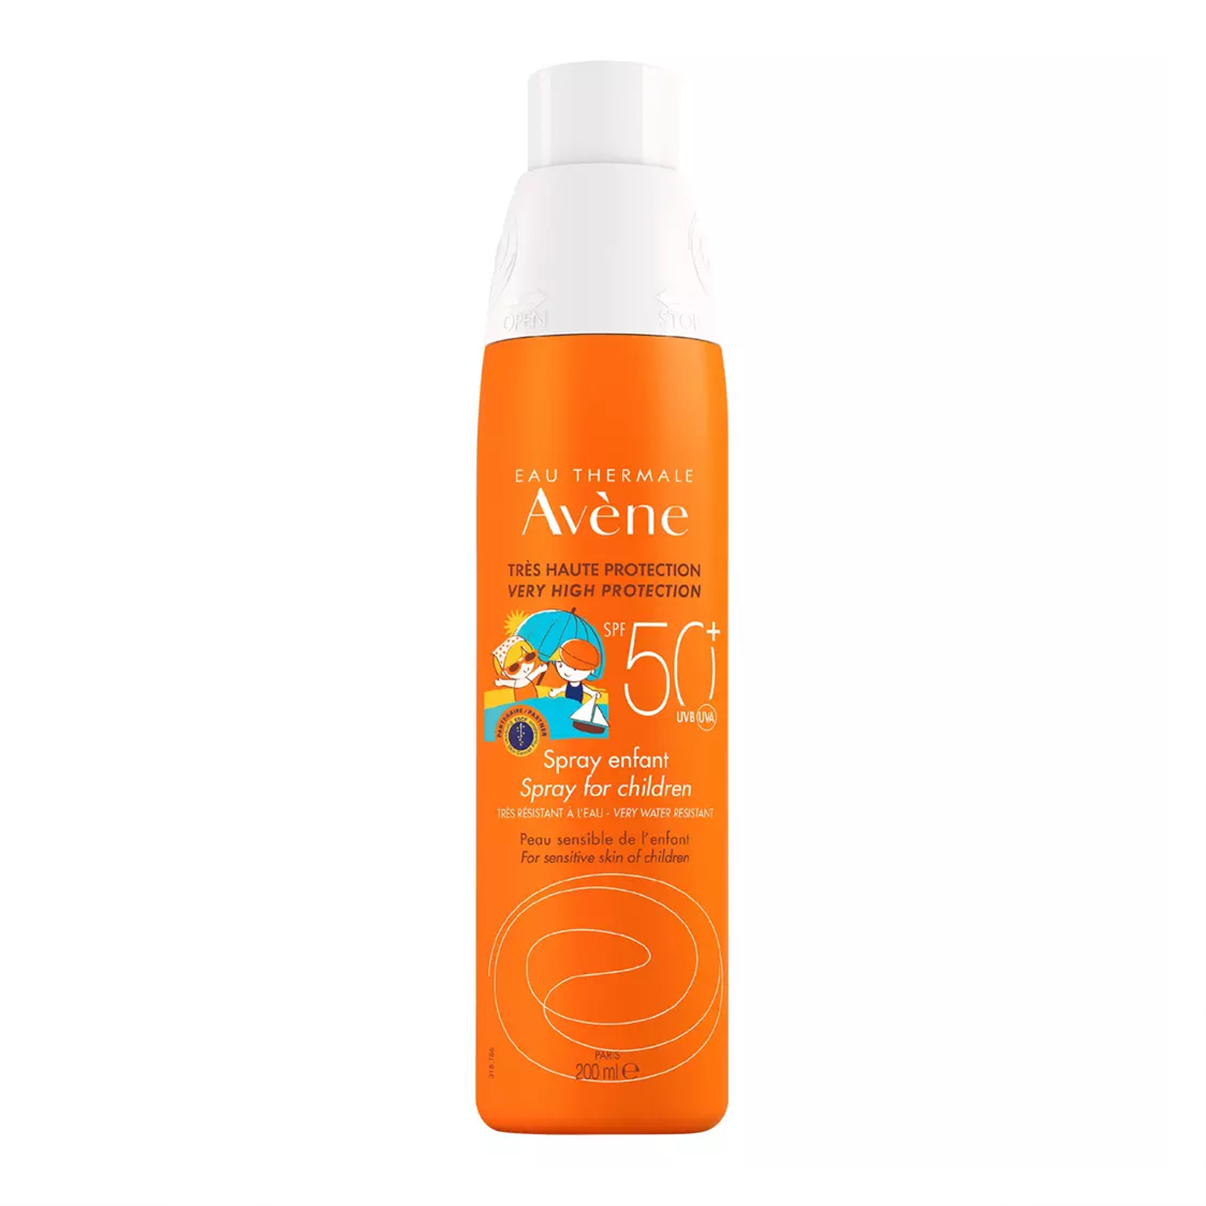 OPEN
STOP
EAU THERMALE
Avène
TRÈS HAUTE PROTECTION
VERY HIGH PROTECTION
SPF 50+
UVB UVA
PARTENAIRE / PARTNER
Spray enfant
Spray for children
TRÈS RÉSISTANT À L'EAU - VERY WATER RESISTANT
Peau sensible de l'enfant
For sensitive skin of children
PARIS
200 ml e